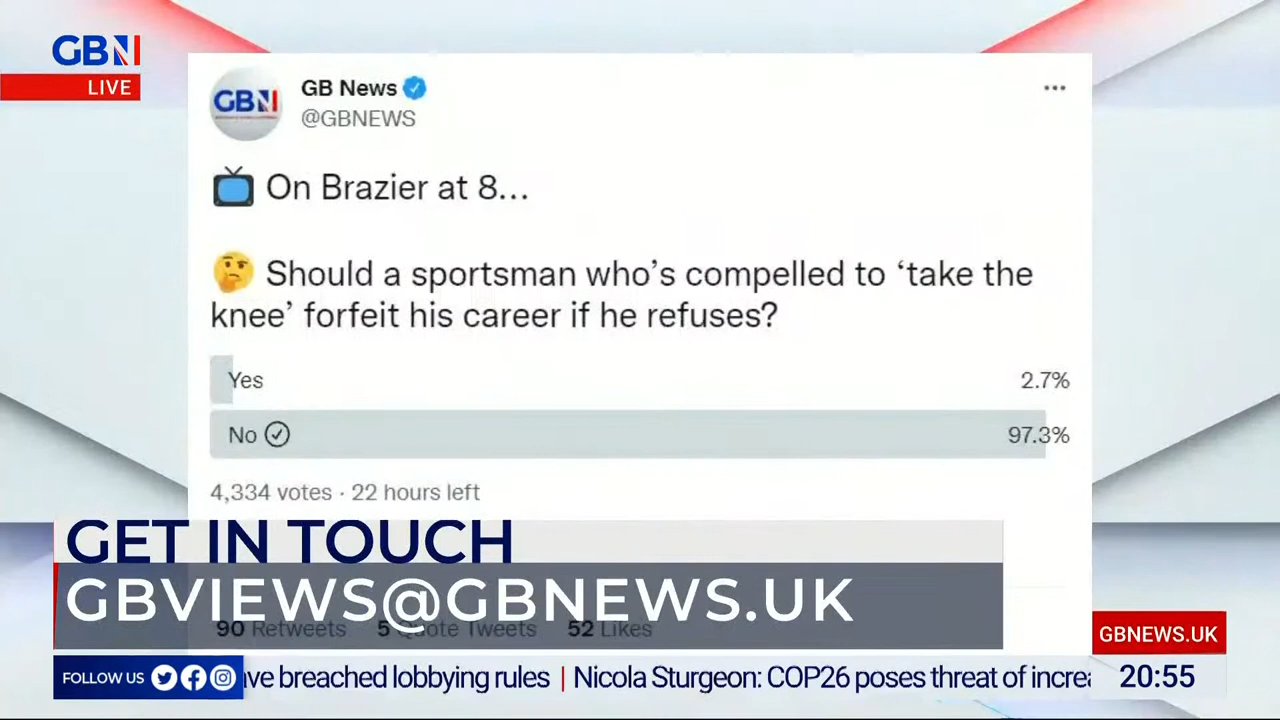 GBN
LIVE
GBN
GB News
@GBNEWS
On Brazier at 8...
Should a sportsman who's compelled to ‘take the
knee’ forfeit his career if he refuses?
Yes 2.7%
No 97.3%
4,334 votes · 22 hours left
GET IN TOUCH
GBVIEWS@GBNEWS.UK
90 Retweets 5 Quote Tweets 52 Likes
GBNEWS.UK
FOLLOW US
ve breached lobbying rules | Nicola Sturgeon: COP26 poses threat of increa
20:55